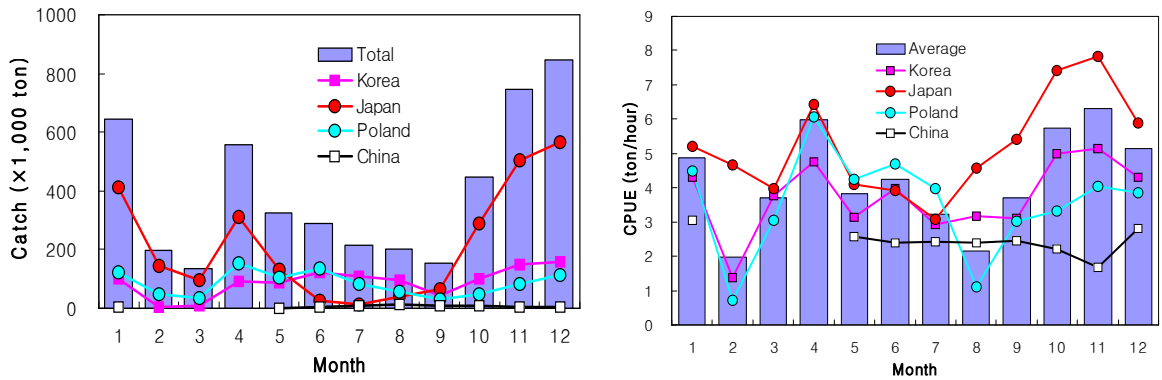 1000
800
600
400
200
0
Catch (×1,000 ton)
Total
Korea
Japan
Poland
China
1 2 3 4 5 6 7 8 9 10 11 12
Month
9
8
7
6
5
4
3
2
1
0
CPUE (ton/hour)
Average
Korea
Japan
Poland
China
1 2 3 4 5 6 7 8 9 10 11 12
Month